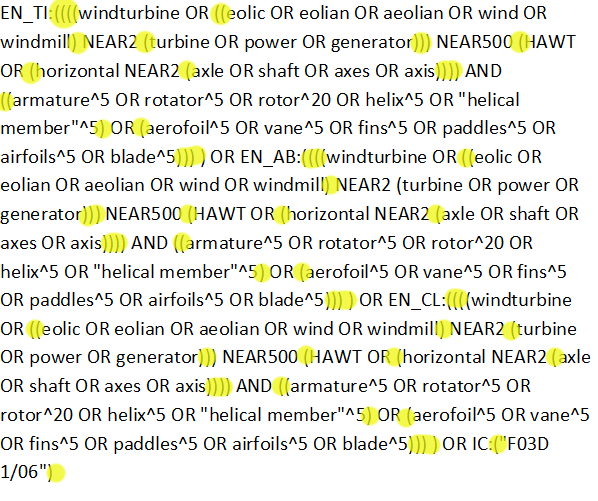 EN_TI:((((windturbine OR ((eolic OR eolian OR aeolian OR wind OR
windmill) NEAR2 (turbine OR power OR generator))) NEAR500 (HAWT
OR (horizontal NEAR2 (axle OR shaft OR axes OR axis)))) AND
((armature^5 OR rotator^5 OR rotor^20 OR helix^5 OR "helical
member"^5) OR (aerofoil^5 OR vane^5 OR fins^5 OR paddles^5 OR
airfoils^5 OR blade^5))) ) OR EN_AB:((((windturbine OR ((eolic OR
eolian OR aeolian OR wind OR windmill) NEAR2 (turbine OR power OR
generator))) NEAR500 (HAWT OR (horizontal NEAR2 (axle OR shaft OR
axes OR axis)))) AND ((armature^5 OR rotator^5 OR rotor^20 OR
helix^5 OR "helical member"^5) OR (aerofoil^5 OR vane^5 OR fins^5
OR paddles^5 OR airfoils^5 OR blade^5))) ) OR EN_CL:((((windturbine
OR ((eolic OR eolian OR aeolian OR wind OR windmill) NEAR2 (turbine
OR power OR generator))) NEAR500 (HAWT OR (horizontal NEAR2 (axle
OR shaft OR axes OR axis)))) AND ((armature^5 OR rotator^5 OR
rotor^20 OR helix^5 OR "helical member"^5) OR (aerofoil^5 OR vane^5
OR fins^5 OR paddles^5 OR airfoils^5 OR blade^5))) ) OR IC:("F03D
1/06")